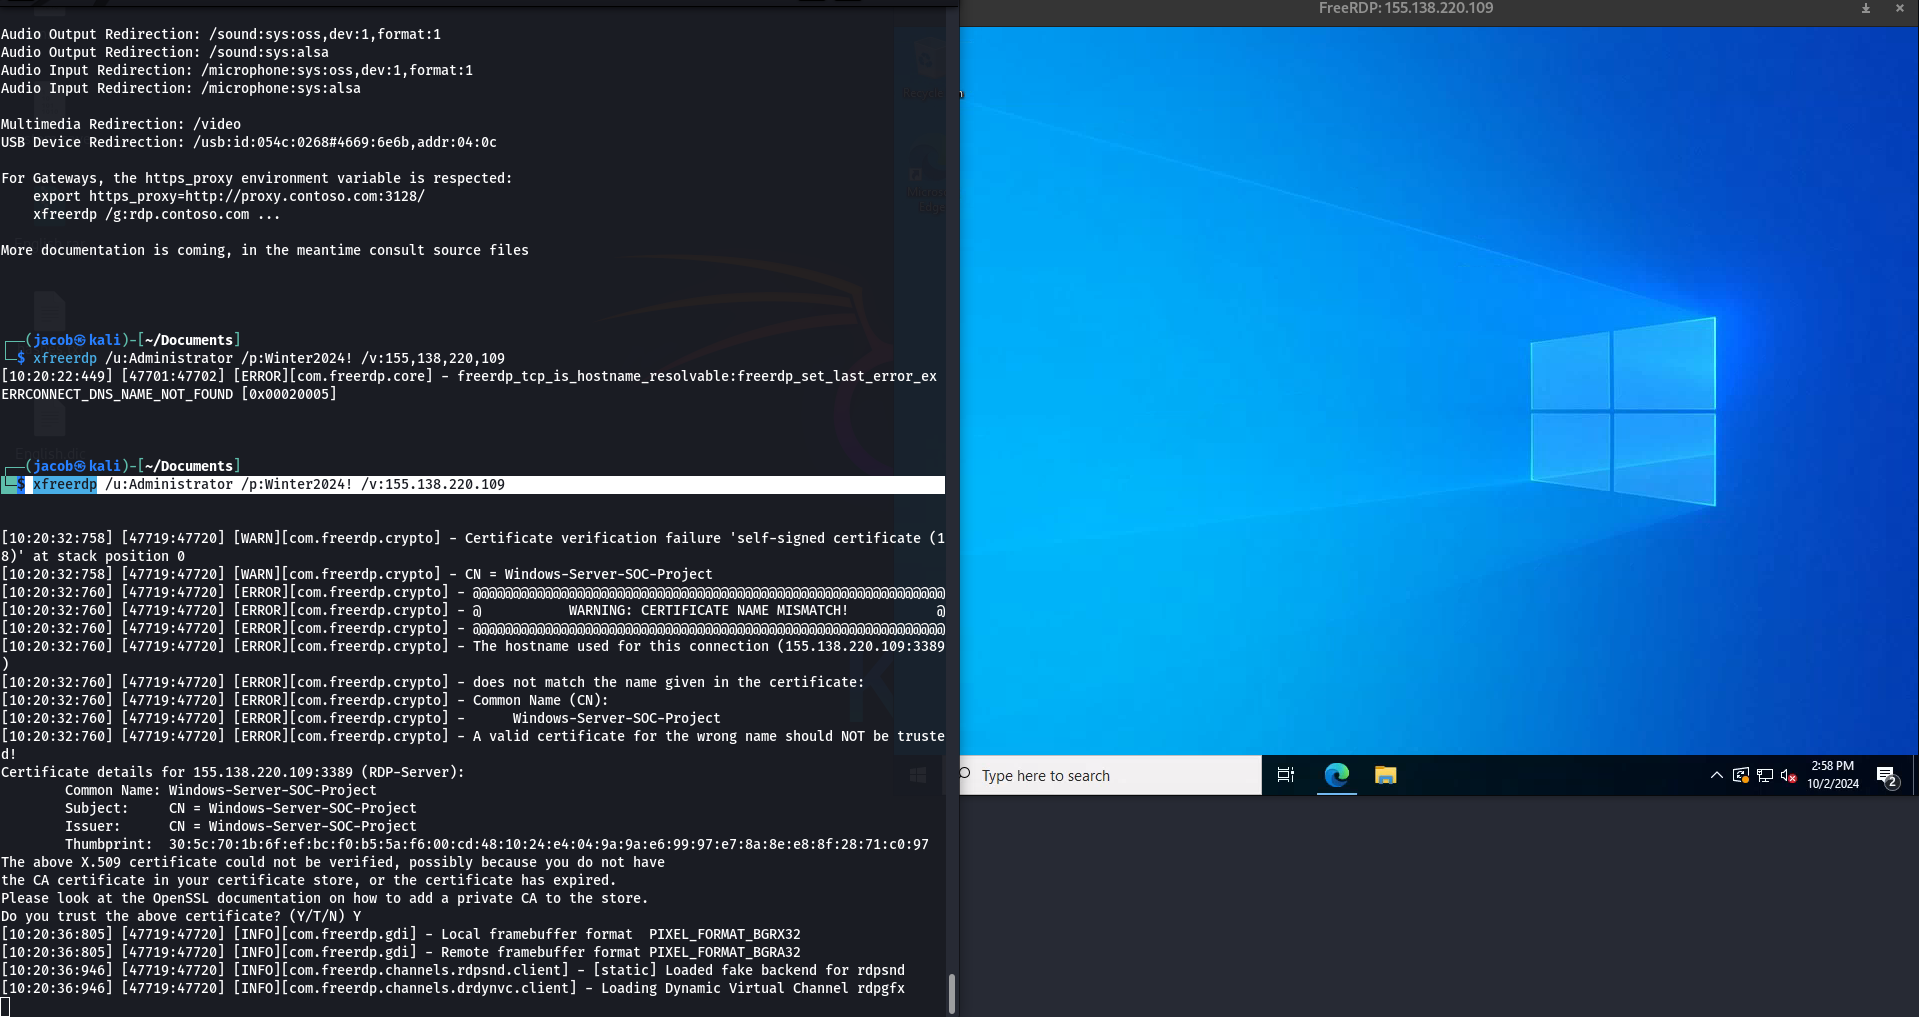 Audio Output Redirection: /sound:sys:oss,dev:1,format:1
Audio Output Redirection: /sound:sys:alsa
Audio Input Redirection: /microphone:sys:oss,dev:1,format:1
Audio Input Redirection: /microphone:sys:alsa
Multimedia Redirection: /video
USB Device Redirection: /usb:id:054c:0268#4669:6e6b,addr:04:0c
For Gateways, the https_proxy environment variable is respected:
export https_proxy=http://proxy.contoso.com:3128/
xfreerdp /g:rdp.contoso.com ...
More documentation is coming, in the meantime consult source files
┌──(jacob㉿kali)-[~/Documents]
└─$ xfreerdp /u:Administrator /p:Winter2024! /v:155,138,220,109
[10:20:22:449] [47701:47702] [ERROR][com.freerdp.core] - freerdp_tcp_is_hostname_resolvable:freerdp_set_last_error_ex
ERRCONNECT_DNS_NAME_NOT_FOUND [0x00020005]
┌──(jacob㉿kali)-[~/Documents]
└─$ xfreerdp /u:Administrator /p:Winter2024! /v:155.138.220.109
[10:20:32:758] [47719:47720] [WARN][com.freerdp.crypto] - Certificate verification failure 'self-signed certificate (1
8)' at stack position 0
[10:20:32:758] [47719:47720] [WARN][com.freerdp.crypto] - CN = Windows-Server-SOC-Project
[10:20:32:760] [47719:47720] [ERROR][com.freerdp.crypto] - @@@@@@@@@@@@@@@@@@@@@@@@@@@@@@@@@@@@@@@@@@@@@@@@@@@@@@@@@@@
[10:20:32:760] [47719:47720] [ERROR][com.freerdp.crypto] - @           WARNING: CERTIFICATE NAME MISMATCH!           @
[10:20:32:760] [47719:47720] [ERROR][com.freerdp.crypto] - @@@@@@@@@@@@@@@@@@@@@@@@@@@@@@@@@@@@@@@@@@@@@@@@@@@@@@@@@@@
[10:20:32:760] [47719:47720] [ERROR][com.freerdp.crypto] - The hostname used for this connection (155.138.220.109:3389
)
[10:20:32:760] [47719:47720] [ERROR][com.freerdp.crypto] - does not match the name given in the certificate:
[10:20:32:760] [47719:47720] [ERROR][com.freerdp.crypto] - Common Name (CN):
[10:20:32:760] [47719:47720] [ERROR][com.freerdp.crypto] -      Windows-Server-SOC-Project
[10:20:32:760] [47719:47720] [ERROR][com.freerdp.crypto] - A valid certificate for the wrong name should NOT be truste
d!
Certificate details for 155.138.220.109:3389 (RDP-Server):
Common Name: Windows-Server-SOC-Project
Subject:     CN = Windows-Server-SOC-Project
Issuer:      CN = Windows-Server-SOC-Project
Thumbprint:  30:5c:70:1b:6f:ef:bc:f0:b5:5a:f6:00:cd:48:10:24:e4:04:9a:9a:e6:99:97:e7:8a:8e:e8:8f:28:71:c0:97
The above X.509 certificate could not be verified, possibly because you do not have
the CA certificate in your certificate store, or the certificate has expired.
Please look at the OpenSSL documentation on how to add a private CA to the store.
Do you trust the above certificate? (Y/T/N) Y
[10:20:36:805] [47719:47720] [INFO][com.freerdp.gdi] - Local framebuffer format  PIXEL_FORMAT_BGRX32
[10:20:36:805] [47719:47720] [INFO][com.freerdp.gdi] - Remote framebuffer format PIXEL_FORMAT_BGRA32
[10:20:36:946] [47719:47720] [INFO][com.freerdp.channels.rdpsnd.client] - [static] Loaded fake backend for rdpsnd
[10:20:36:946] [47719:47720] [INFO][com.freerdp.channels.drdynvc.client] - Loading Dynamic Virtual Channel rdpgfx
FreeRDP: 155.138.220.109
Type here to search
2:58 PM
10/2/2024
2